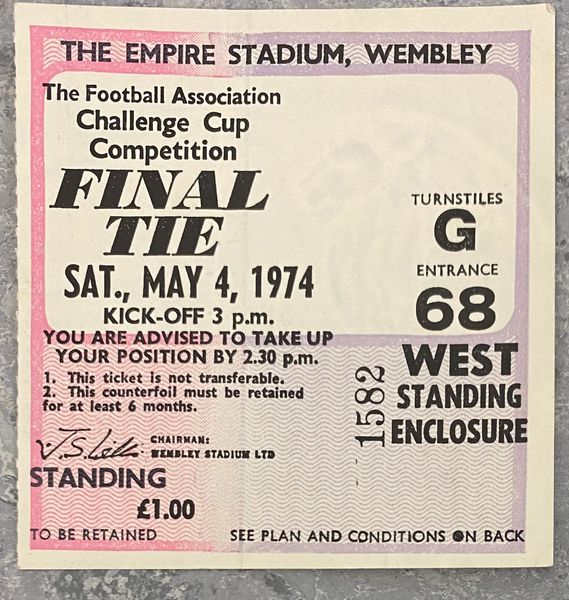 THE EMPIRE STADIUM, WEMBLEY
The Football Association
Challenge Cup
Competition
FINAL
TIE
SAT., MAY 4, 1974
KICK-OFF 3 p.m.
YOU ARE ADVISED TO TAKE UP
YOUR POSITION BY 2.30 p.m.
1. This ticket is not transferable.
2. This counterfoil must be retained
for at least 6 months.
CHAIRMAN:
WEMBLEY STADIUM LTD
STANDING
£1.00
TO BE RETAINED
TURNSTILES
G
ENTRANCE
68
WEST
STANDING
ENCLOSURE
1582
SEE PLAN AND CONDITIONS ON BACK